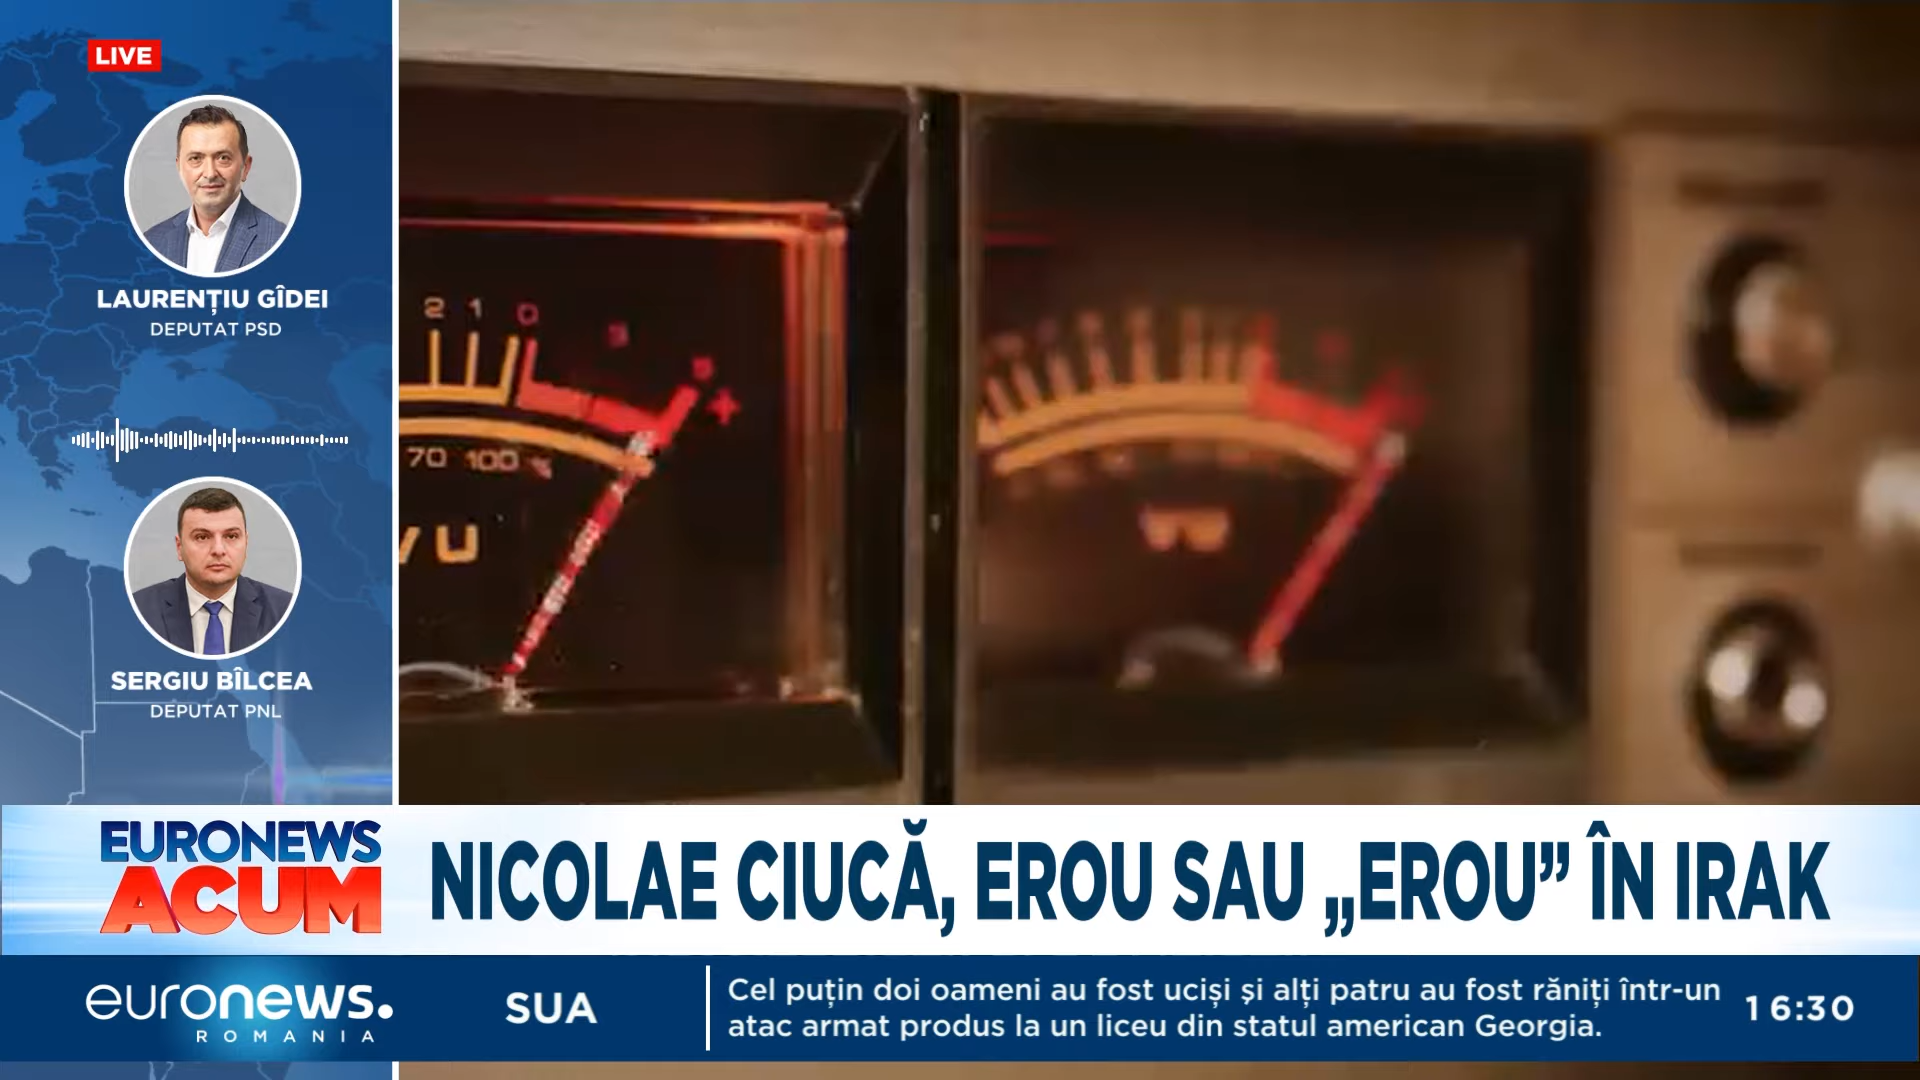 LIVE
LAURENȚIU GÎDEI
DEPUTAT PSD
SERGIU BÎLCEA
DEPUTAT PNL
2 1 0 3
70 100 %
VU
EURONEWS
ACUM
NICOLAE CIUCĂ, EROU SAU „EROU” ÎN IRAK
euronews.
ROMANIA
SUA
Cel puțin doi oameni au fost uciși și alți patru au fost răniți într-un
atac armat produs la un liceu din statul american Georgia.
16:30